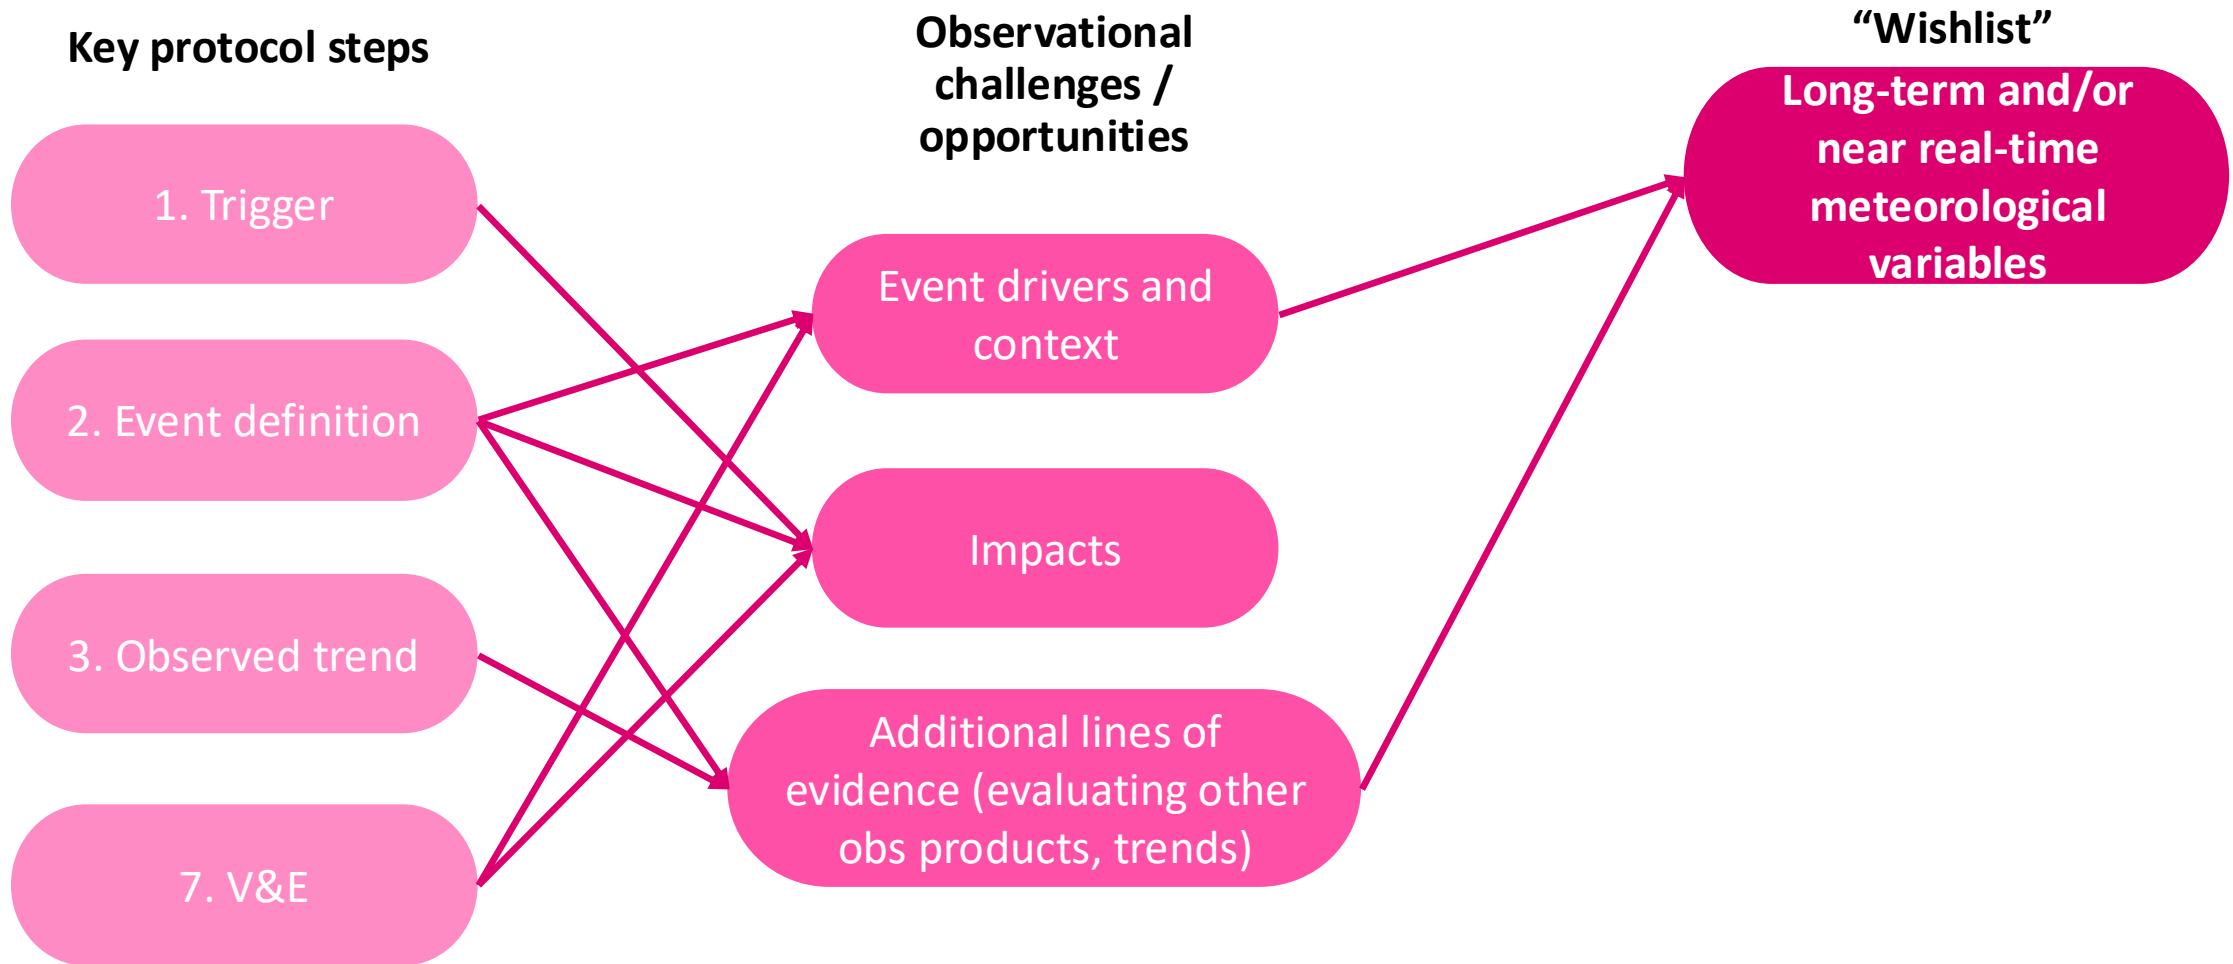 Key protocol steps
1. Trigger
2. Event definition
3. Observed trend
7. V&E
Observational
challenges /
opportunities
Event drivers and
context
Impacts
Additional lines of
evidence (evaluating other
obs products, trends)
“Wishlist”
Long-term and/or
near real-time
meteorological
variables